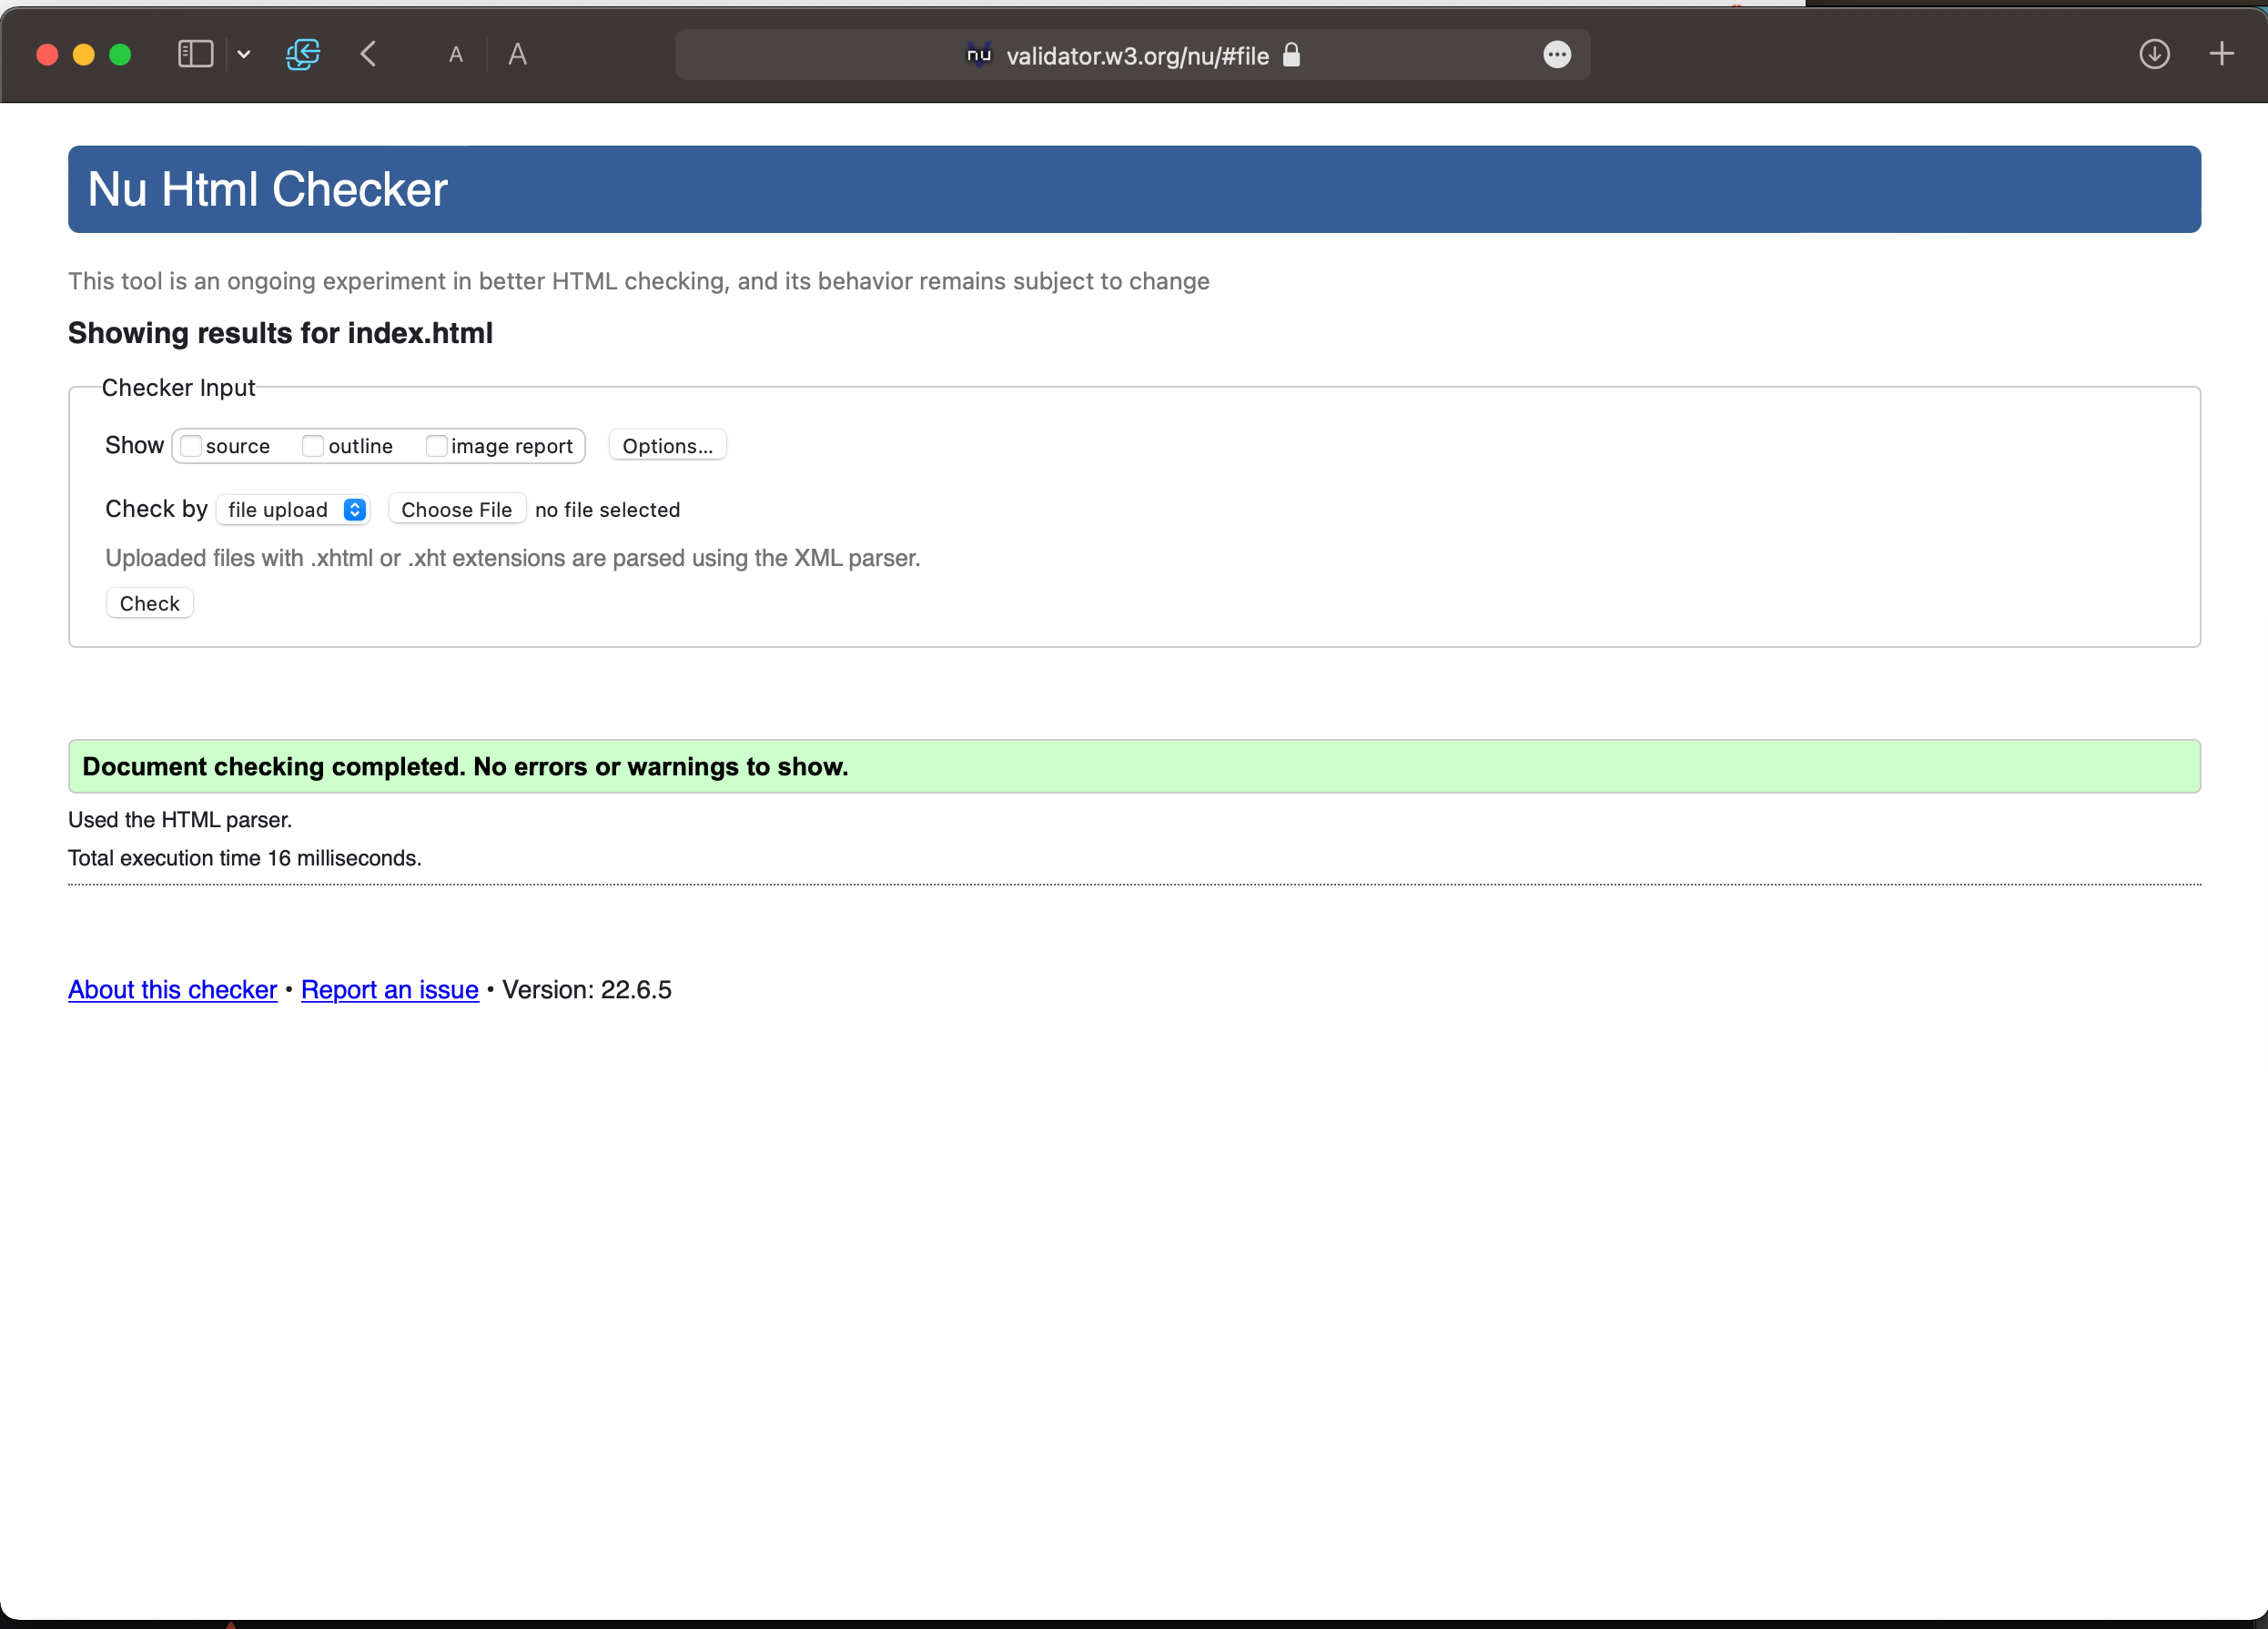 A A nu validator.w3.org/nu/#file
Nu Html Checker
This tool is an ongoing experiment in better HTML checking, and its behavior remains subject to change
Showing results for index.html
Checker Input
Show source outline image report Options...
Check by file upload Choose File no file selected
Uploaded files with .xhtml or .xht extensions are parsed using the XML parser.
Check
Document checking completed. No errors or warnings to show.
Used the HTML parser.
Total execution time 16 milliseconds.
About this checker • Report an issue • Version: 22.6.5